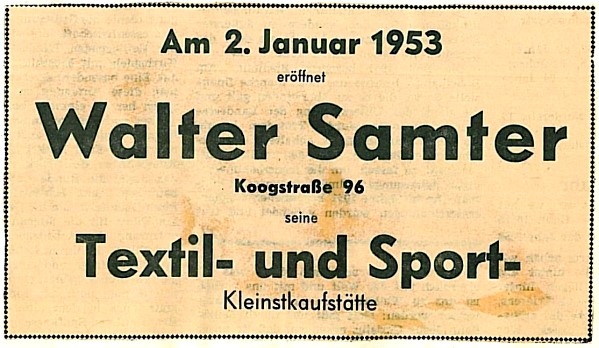 Am 2. Januar 1953
eröffnet
Walter Samter
Koogstraße 96
seine
Textil- und Sport-
Kleinstkaufstätte